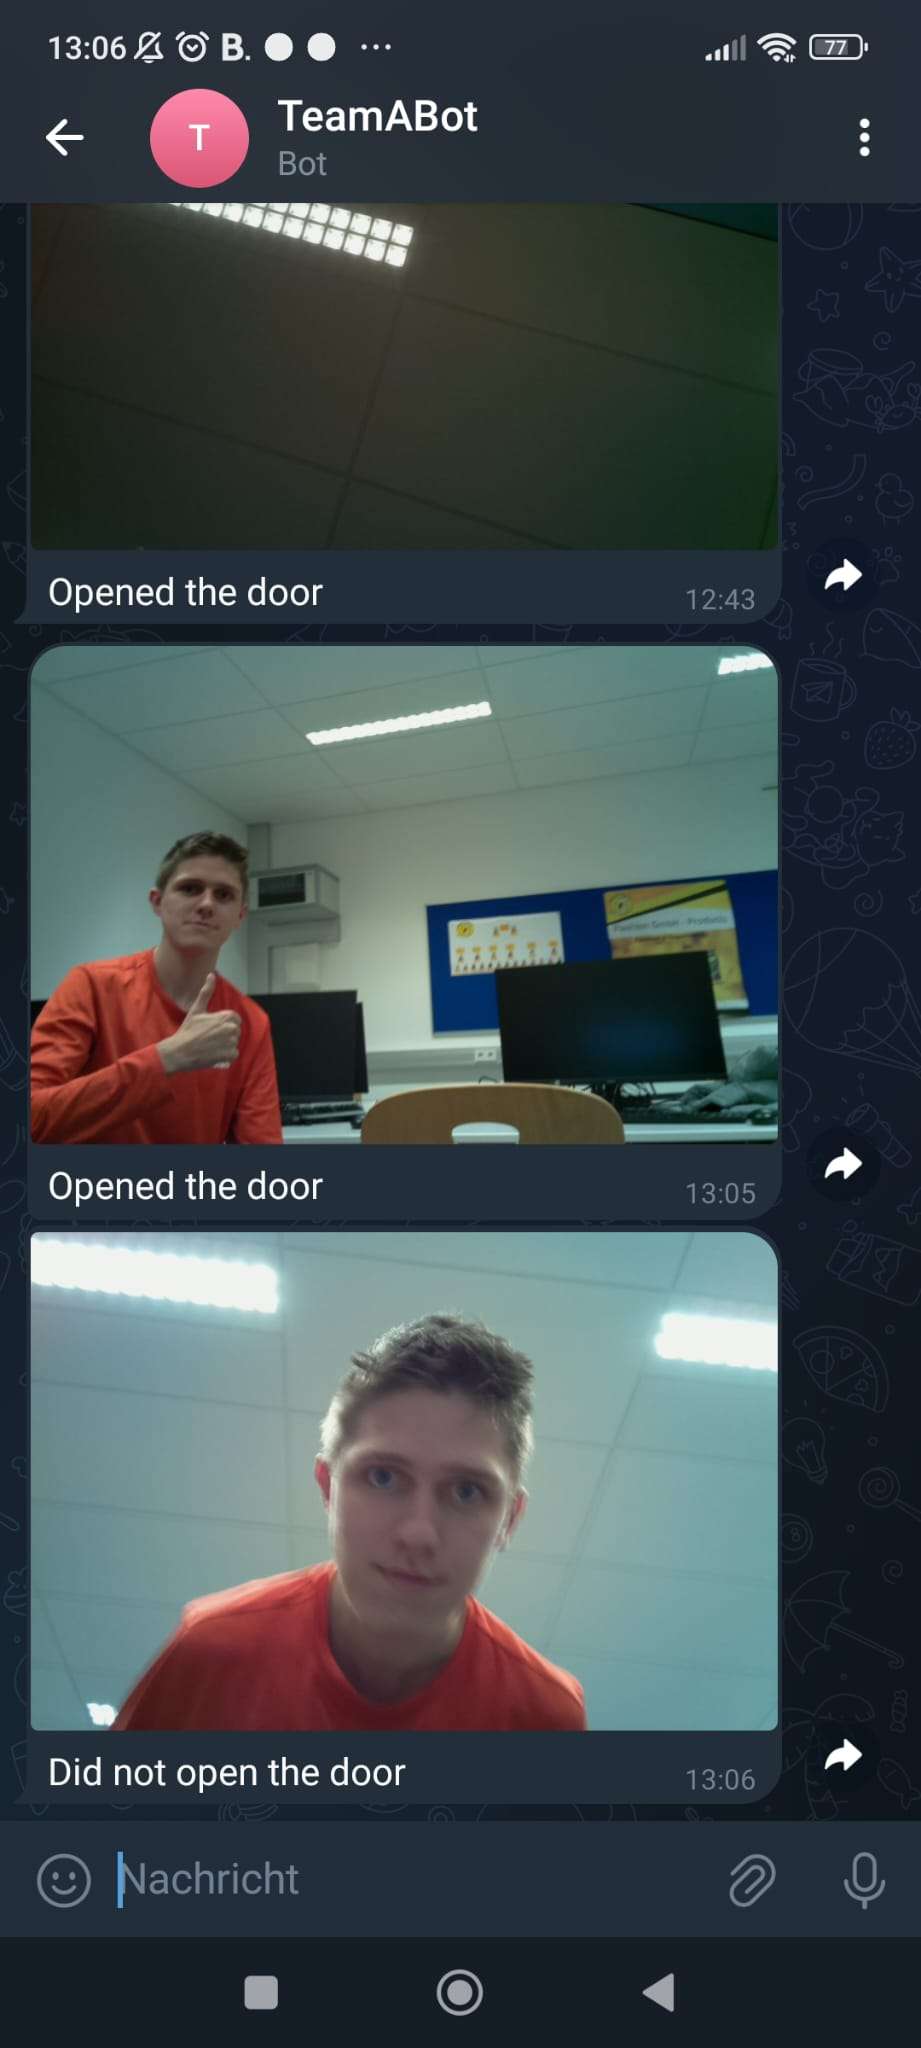 13:06 B. 77
T TeamABot
Bot
Opened the door
12:43
Opened the door
13:05
Did not open the door
13:06
Nachricht